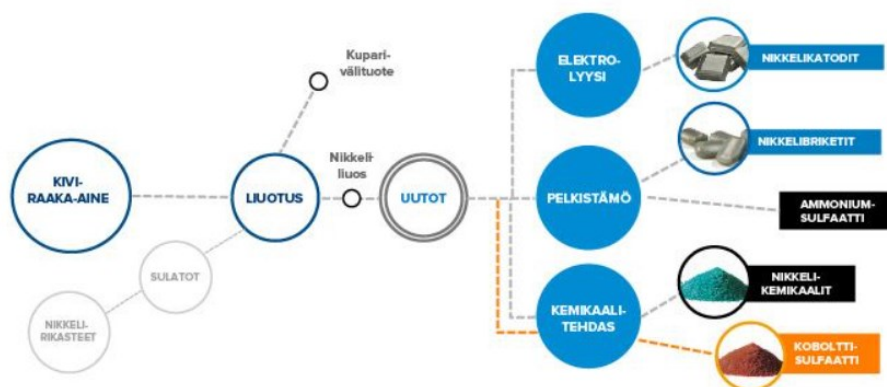 KIVI-
RAAKA-AINE
NIKKELI-
RIKASTEET
SULATOT
LIUOTUS
Kupari-
välituote
Nikkeli-
liuos
UUTOT
ELEKTRO-
LYYSI
NIKKELIKATODIT
PELKISTÄMÖ
NIKKELIBRIKETIT
AMMONIUM-
SULFAATTI
KEMIKAALI-
TEHDAS
NIKKELI-
KEMIKAALIT
KOBOLTTI-
SULFAATTI